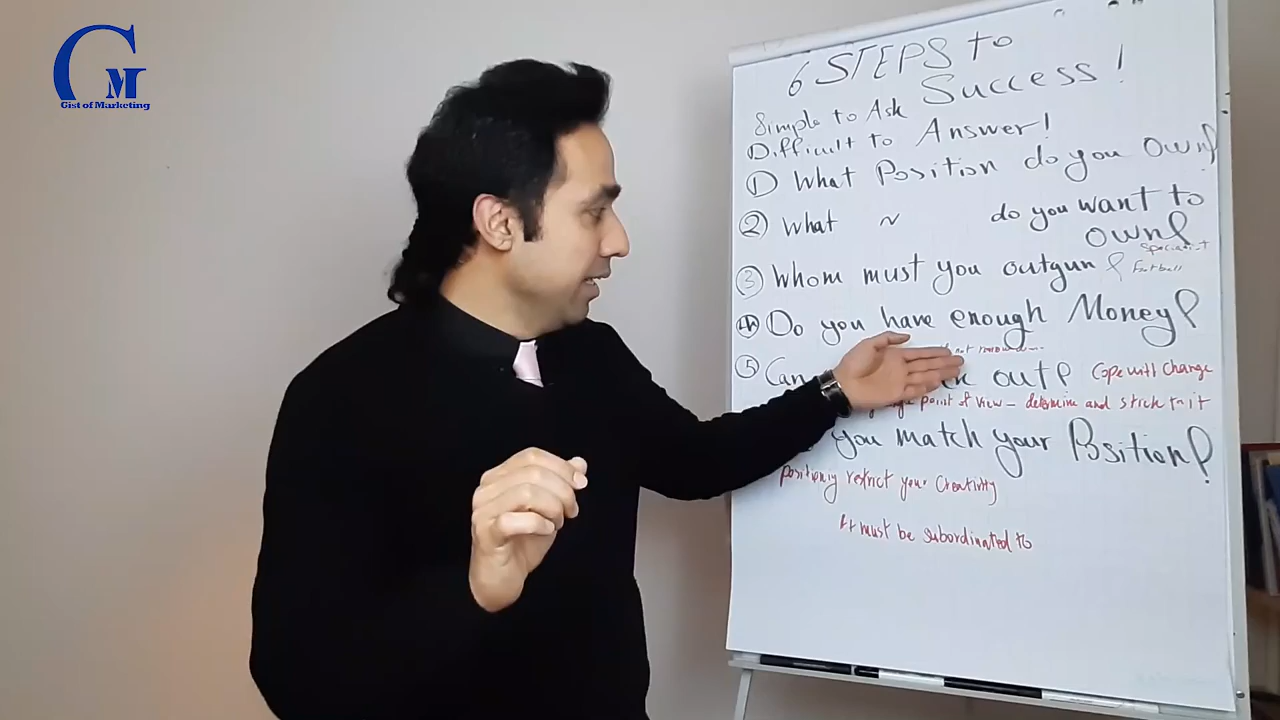 GM
Gist of Marketing
6 STEPS to
Success!
Simple to Ask
Difficult to Answer!
① What Position do you Own?
② What ~ do you want to
Own?
Specialist
③ Whom must you outgun? Football
④ Do you have enough Money?
not
⑤ Can out? Cope with change
point of view - determine and stick to it
you match your Position?
restrict your Creativity
It must be subordinated to